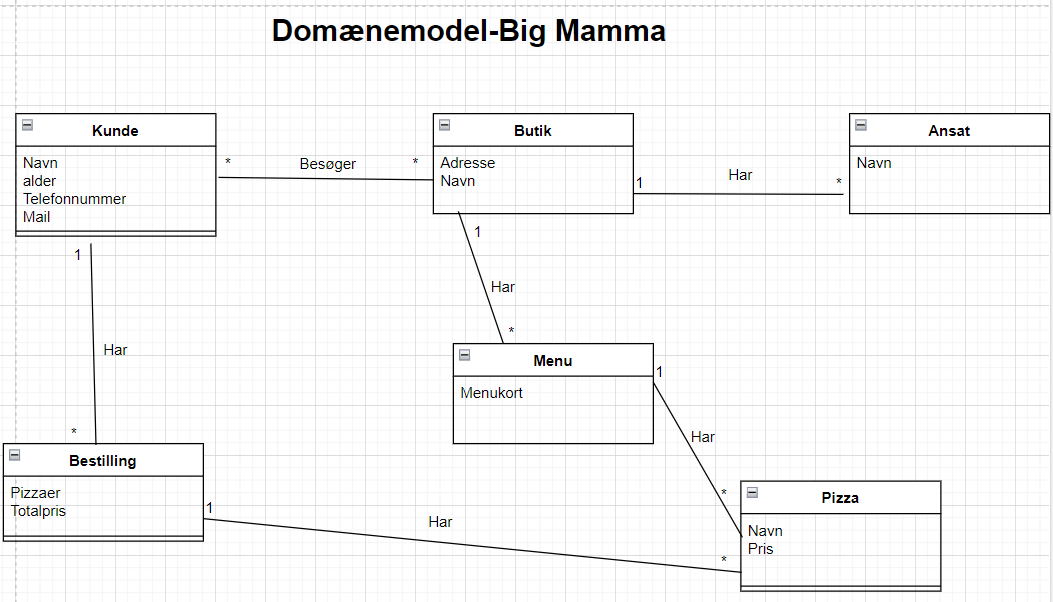 Domænemodel-Big Mamma
Kunde
Navn
alder
Telefonnummer
Mail
* Besøger *
Butik
Adresse
Navn
1 Har *
Ansat
Navn
1
Har
*
1
Har
*
Menu
Menukort
1
Har
*
Bestilling
Pizzaer
Totalpris
1 Har *
Pizza
Navn
Pris